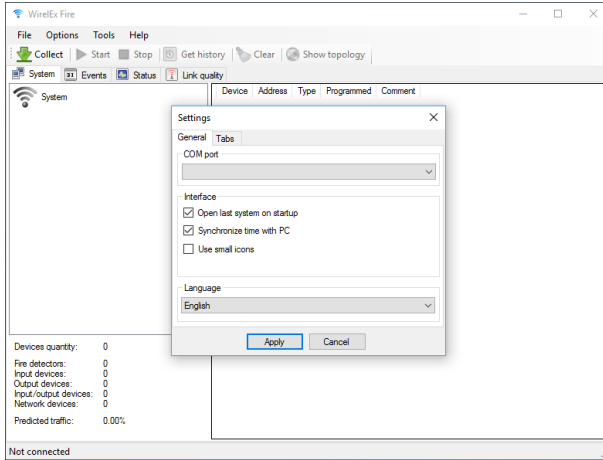 WirelEx Fire
File Options Tools Help
Collect Start Stop Get history Clear Show topology
System Events Status Link quality
System
Device Address Type Programmed Comment
Settings
General Tabs
COM port
Interface
Open last system on startup
Synchronize time with PC
Use small icons
Language
English
Apply Cancel
Devices quantity: 0
Fire detectors: 0
Input devices: 0
Output devices: 0
Input/output devices: 0
Network devices: 0
Predicted traffic: 0.00%
Not connected